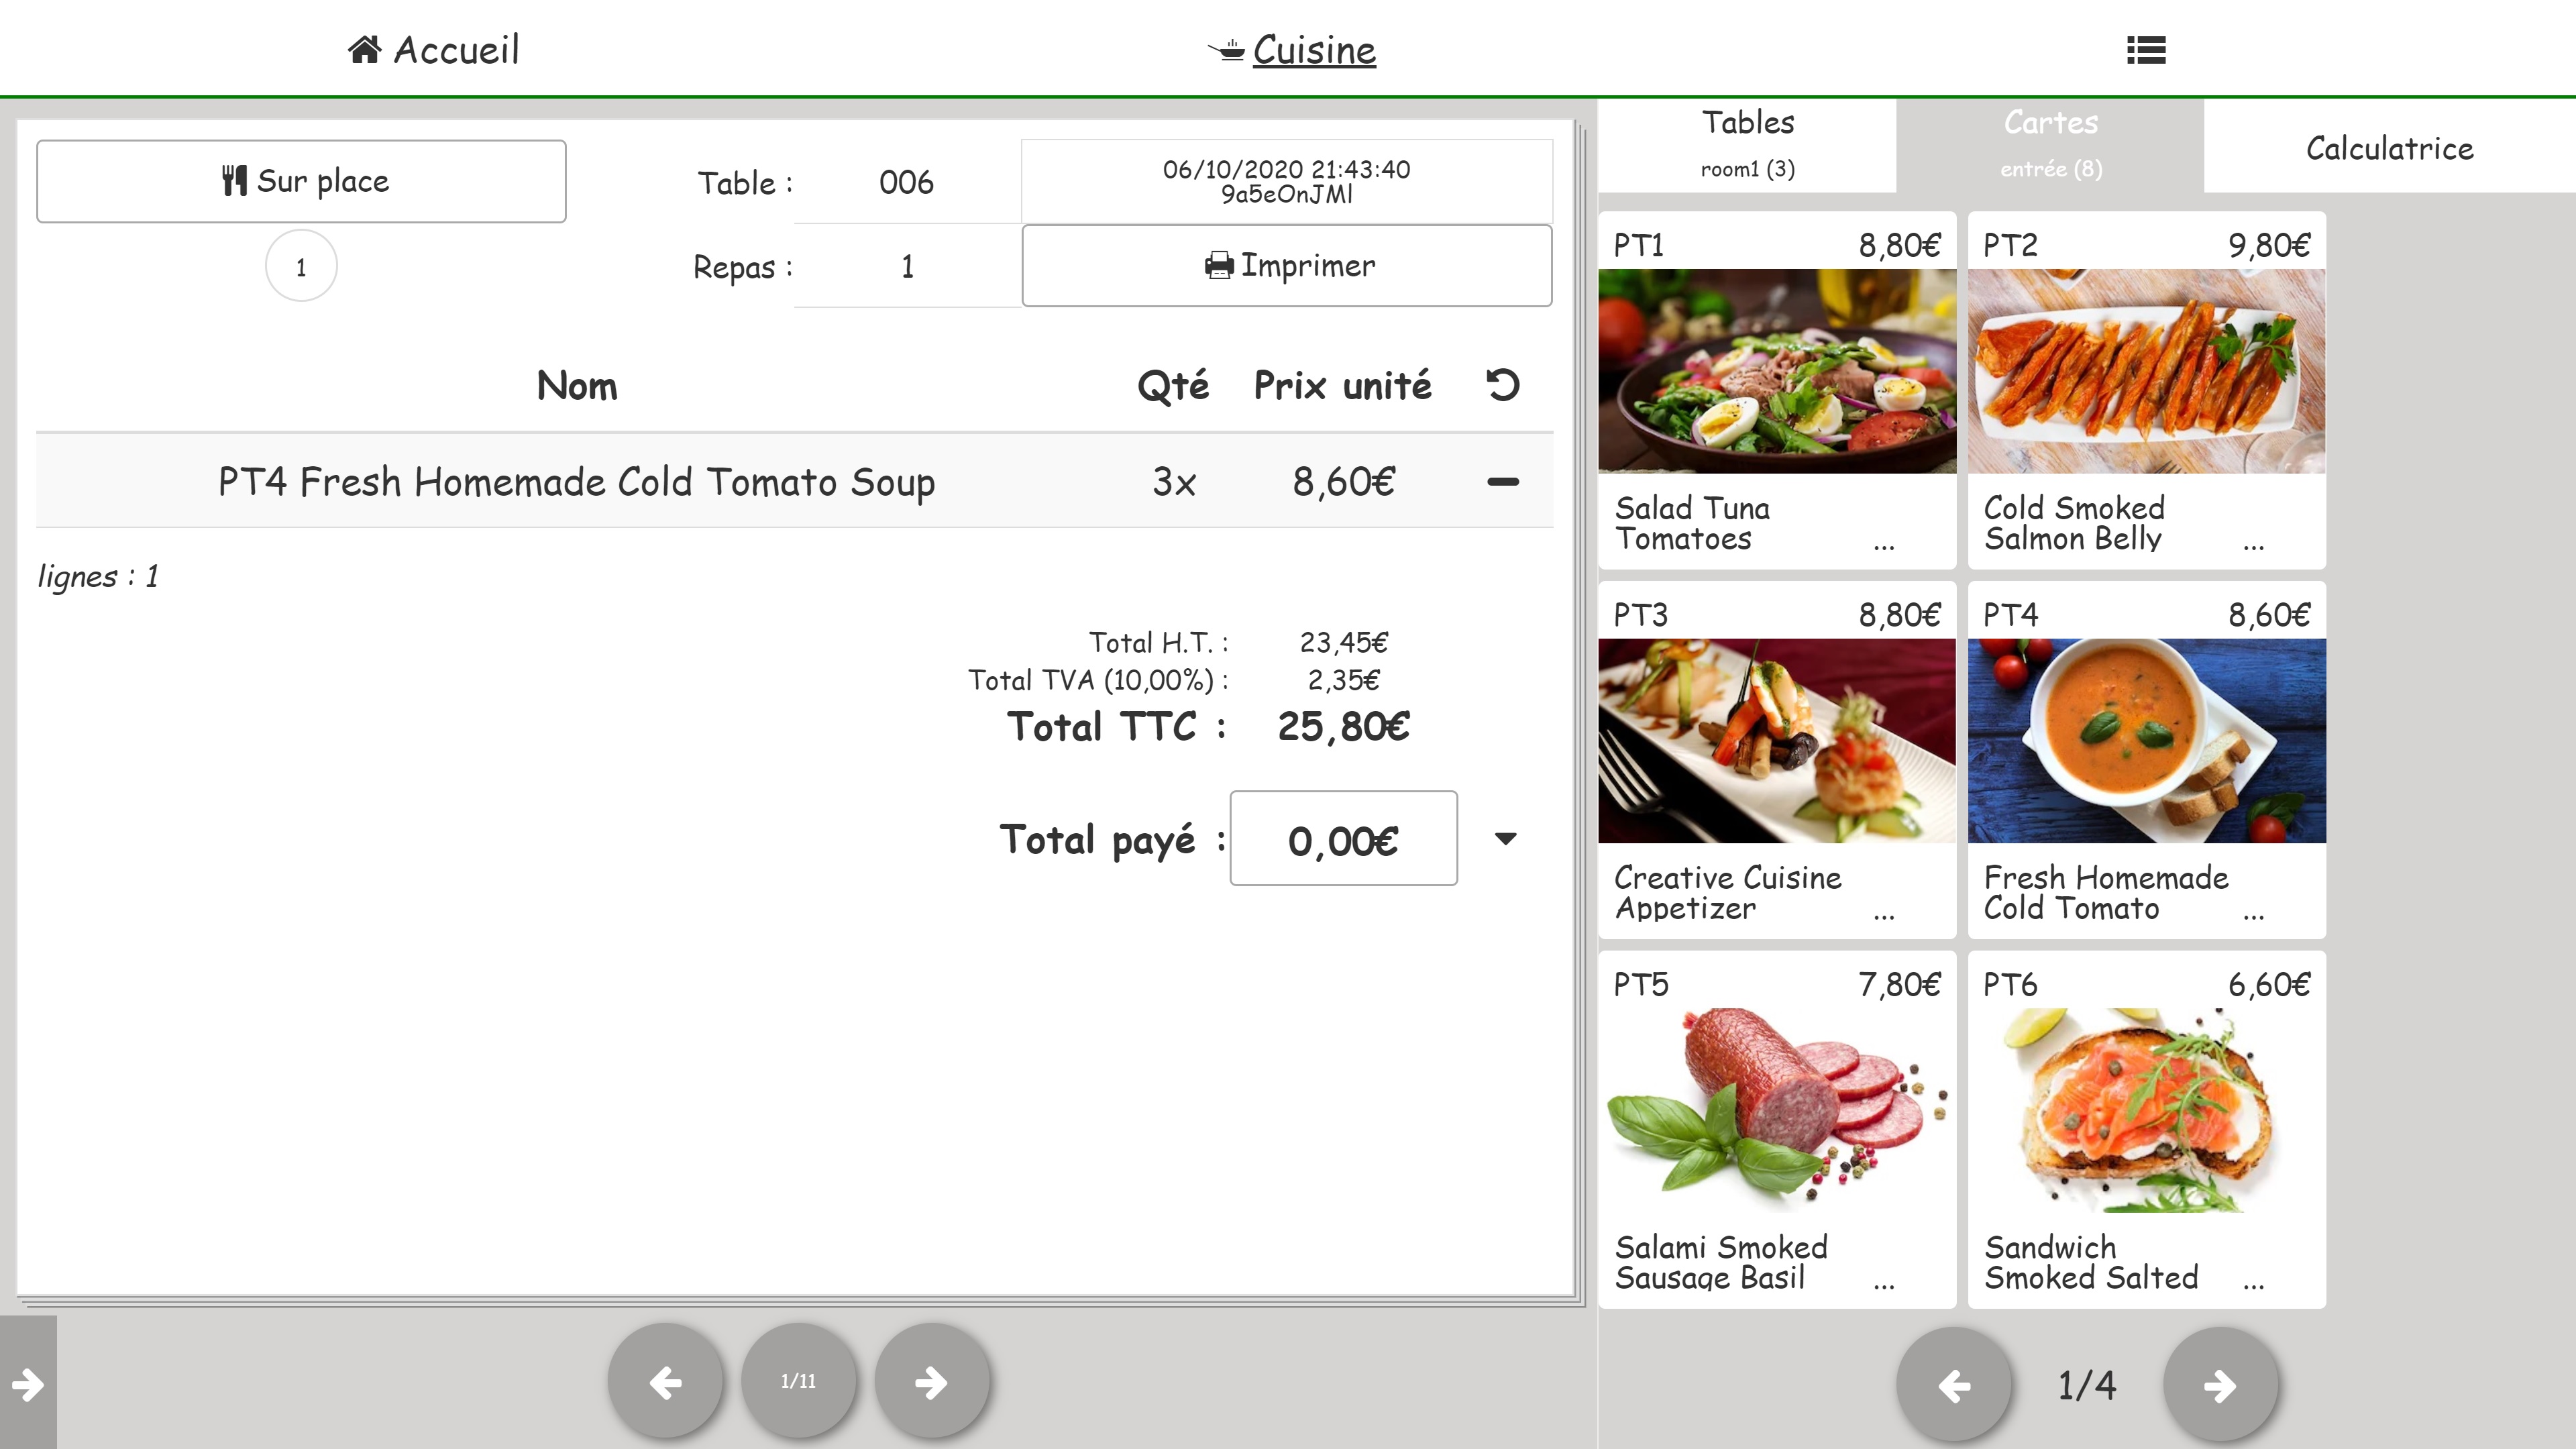 Accueil
Cuisine
Sur place
Table :
006
06/10/2020 21:43:40
9a5eOnJMl
1
Repas :
1
Imprimer
Nom
Qté
Prix unité
PT4 Fresh Homemade Cold Tomato Soup
3x
8,60€
lignes : 1
Total H.T. :
23,45€
Total TVA (10,00%) :
2,35€
Total TTC :
25,80€
Total payé :
0,00€
1/11
Tables
room1 (3)
Cartes
entrée (8)
Calculatrice
PT1
8,80€
Salad Tuna
Tomatoes ...
PT2
9,80€
Cold Smoked
Salmon Belly ...
PT3
8,80€
Creative Cuisine
Appetizer ...
PT4
8,60€
Fresh Homemade
Cold Tomato ...
PT5
7,80€
Salami Smoked
Sausage Basil ...
PT6
6,60€
Sandwich
Smoked Salted ...
1/4